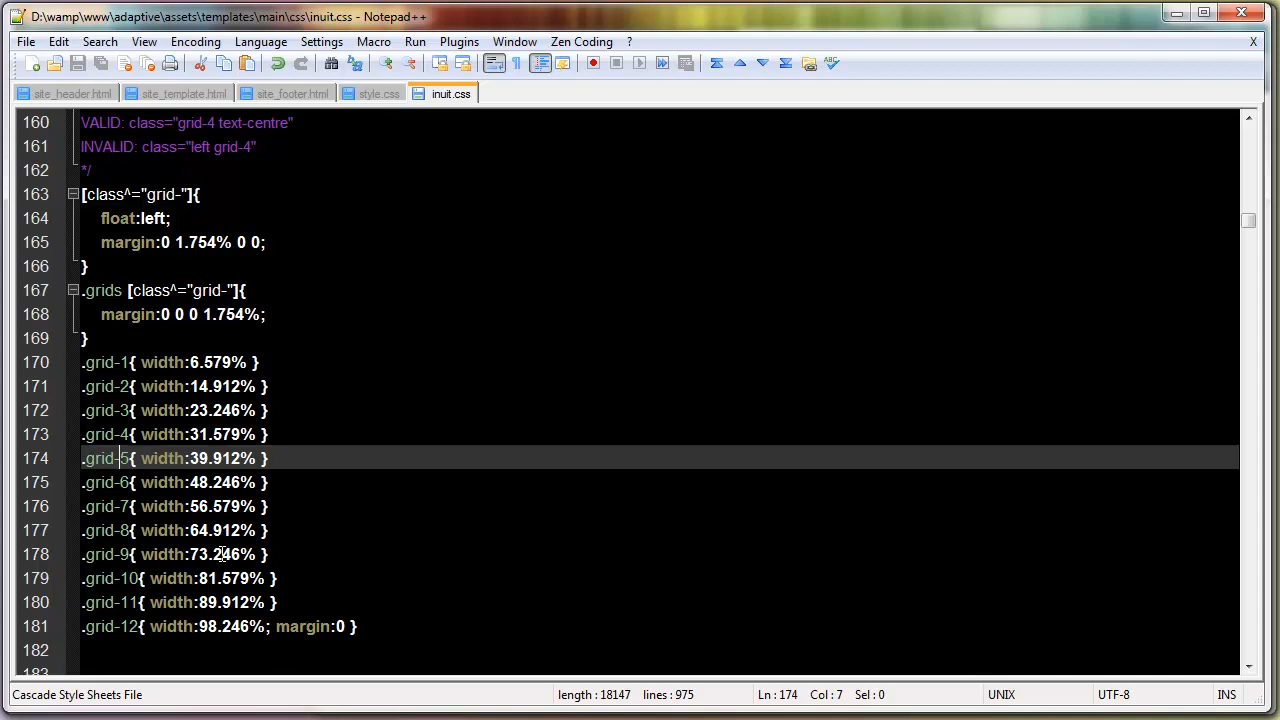 D:\wamp\www\adaptive\assets\templates\main\css\inuit.css - Notepad++
File Edit Search View Encoding Language Settings Macro Run Plugins Window Zen Coding ? X
site_header.html site_template.html site_footer.html style.css inuit.css
160 VALID: class="grid-4 text-centre"
161 INVALID: class="left grid-4"
162 */
163 [class^="grid-"]{
164 float:left;
165 margin:0 1.754% 0 0;
166 }
167 .grids [class^="grid-"]{
168 margin:0 0 0 1.754%;
169 }
170 .grid-1{ width:6.579% }
171 .grid-2{ width:14.912% }
172 .grid-3{ width:23.246% }
173 .grid-4{ width:31.579% }
174 .grid-5{ width:39.912% }
175 .grid-6{ width:48.246% }
176 .grid-7{ width:56.579% }
177 .grid-8{ width:64.912% }
178 .grid-9{ width:73.246% }
179 .grid-10{ width:81.579% }
180 .grid-11{ width:89.912% }
181 .grid-12{ width:98.246%; margin:0 }
182
183
Cascade Style Sheets File length : 18147 lines : 975 Ln : 174 Col : 7 Sel : 0 UNIX UTF-8 INS